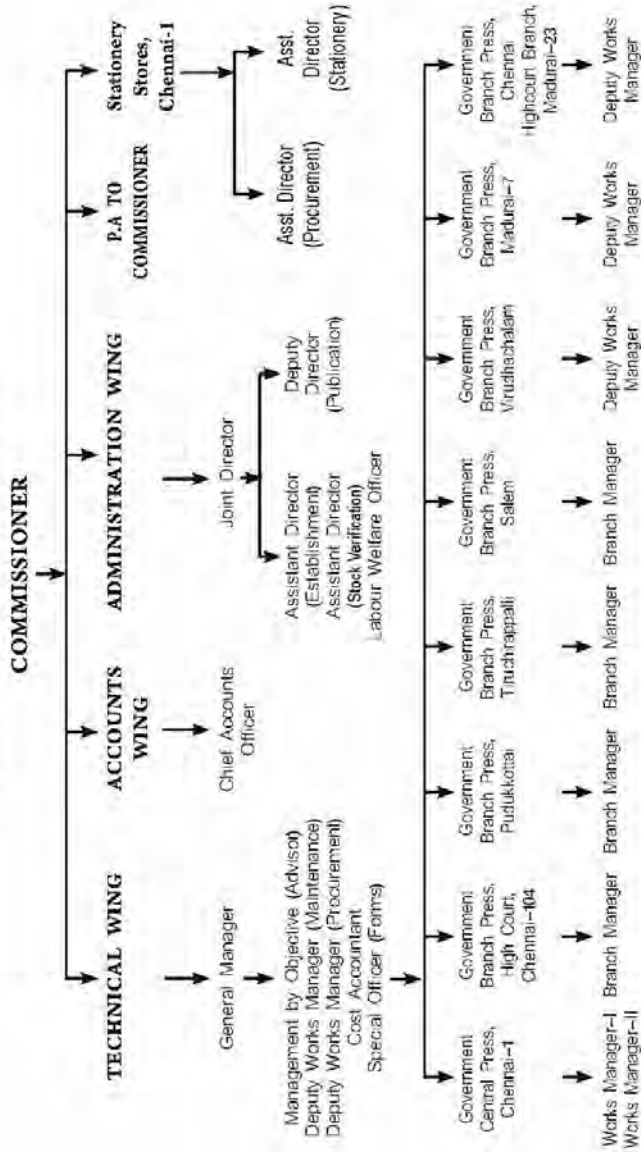 COMMISSIONER
TECHNICAL WING
ACCOUNTS
WING
ADMINISTRATION WING
P.A TO
COMMISSIONER
Stationery
Stores,
Chennai-1
General Manager
Chief Accounts
Officer
Joint Director
Asst. Director
(Procurement)
Asst.
Director
(Stationery)
Management by Objective (Advisor)
Deputy Works Manager (Maintenance)
Deputy Works Manager (Procurement)
Cost Accountant
Special Officer (Forms)
Assistant Director
(Establishment)
Assistant Director
(Stock Verification)
Labour Welfare Officer
Deputy
Director
(Publication)
Government
Central Press,
Chennai-1
Government
Branch Press,
High Court,
Chennai-104
Government
Branch Press,
Pudukkottai
Government
Branch Press,
Tiruchirappalli
Government
Branch Press,
Salem
Government
Branch Press,
Virudhachalam
Government
Branch Press,
Madurai-7
Government
Branch Press,
Chennai
Highcourt Branch,
Madurai-23
Works Manager-I
Works Manager-II
Branch Manager
Branch Manager
Branch Manager
Branch Manager
Deputy Works
Manager
Deputy Works
Manager
Deputy Works
Manager